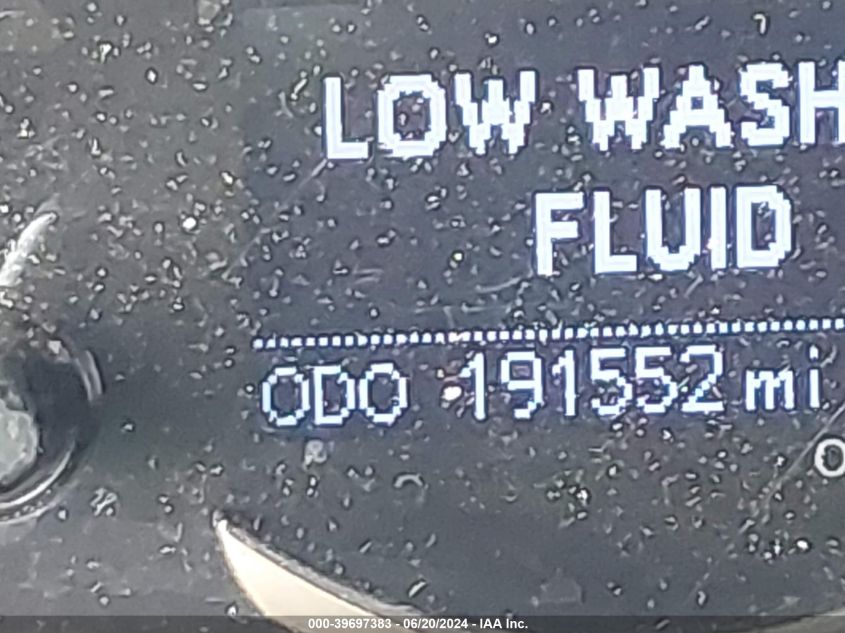 LOW WASH
FLUID
ODO 191552 mi
000-39697383 - 06/20/2024 - IAA Inc.